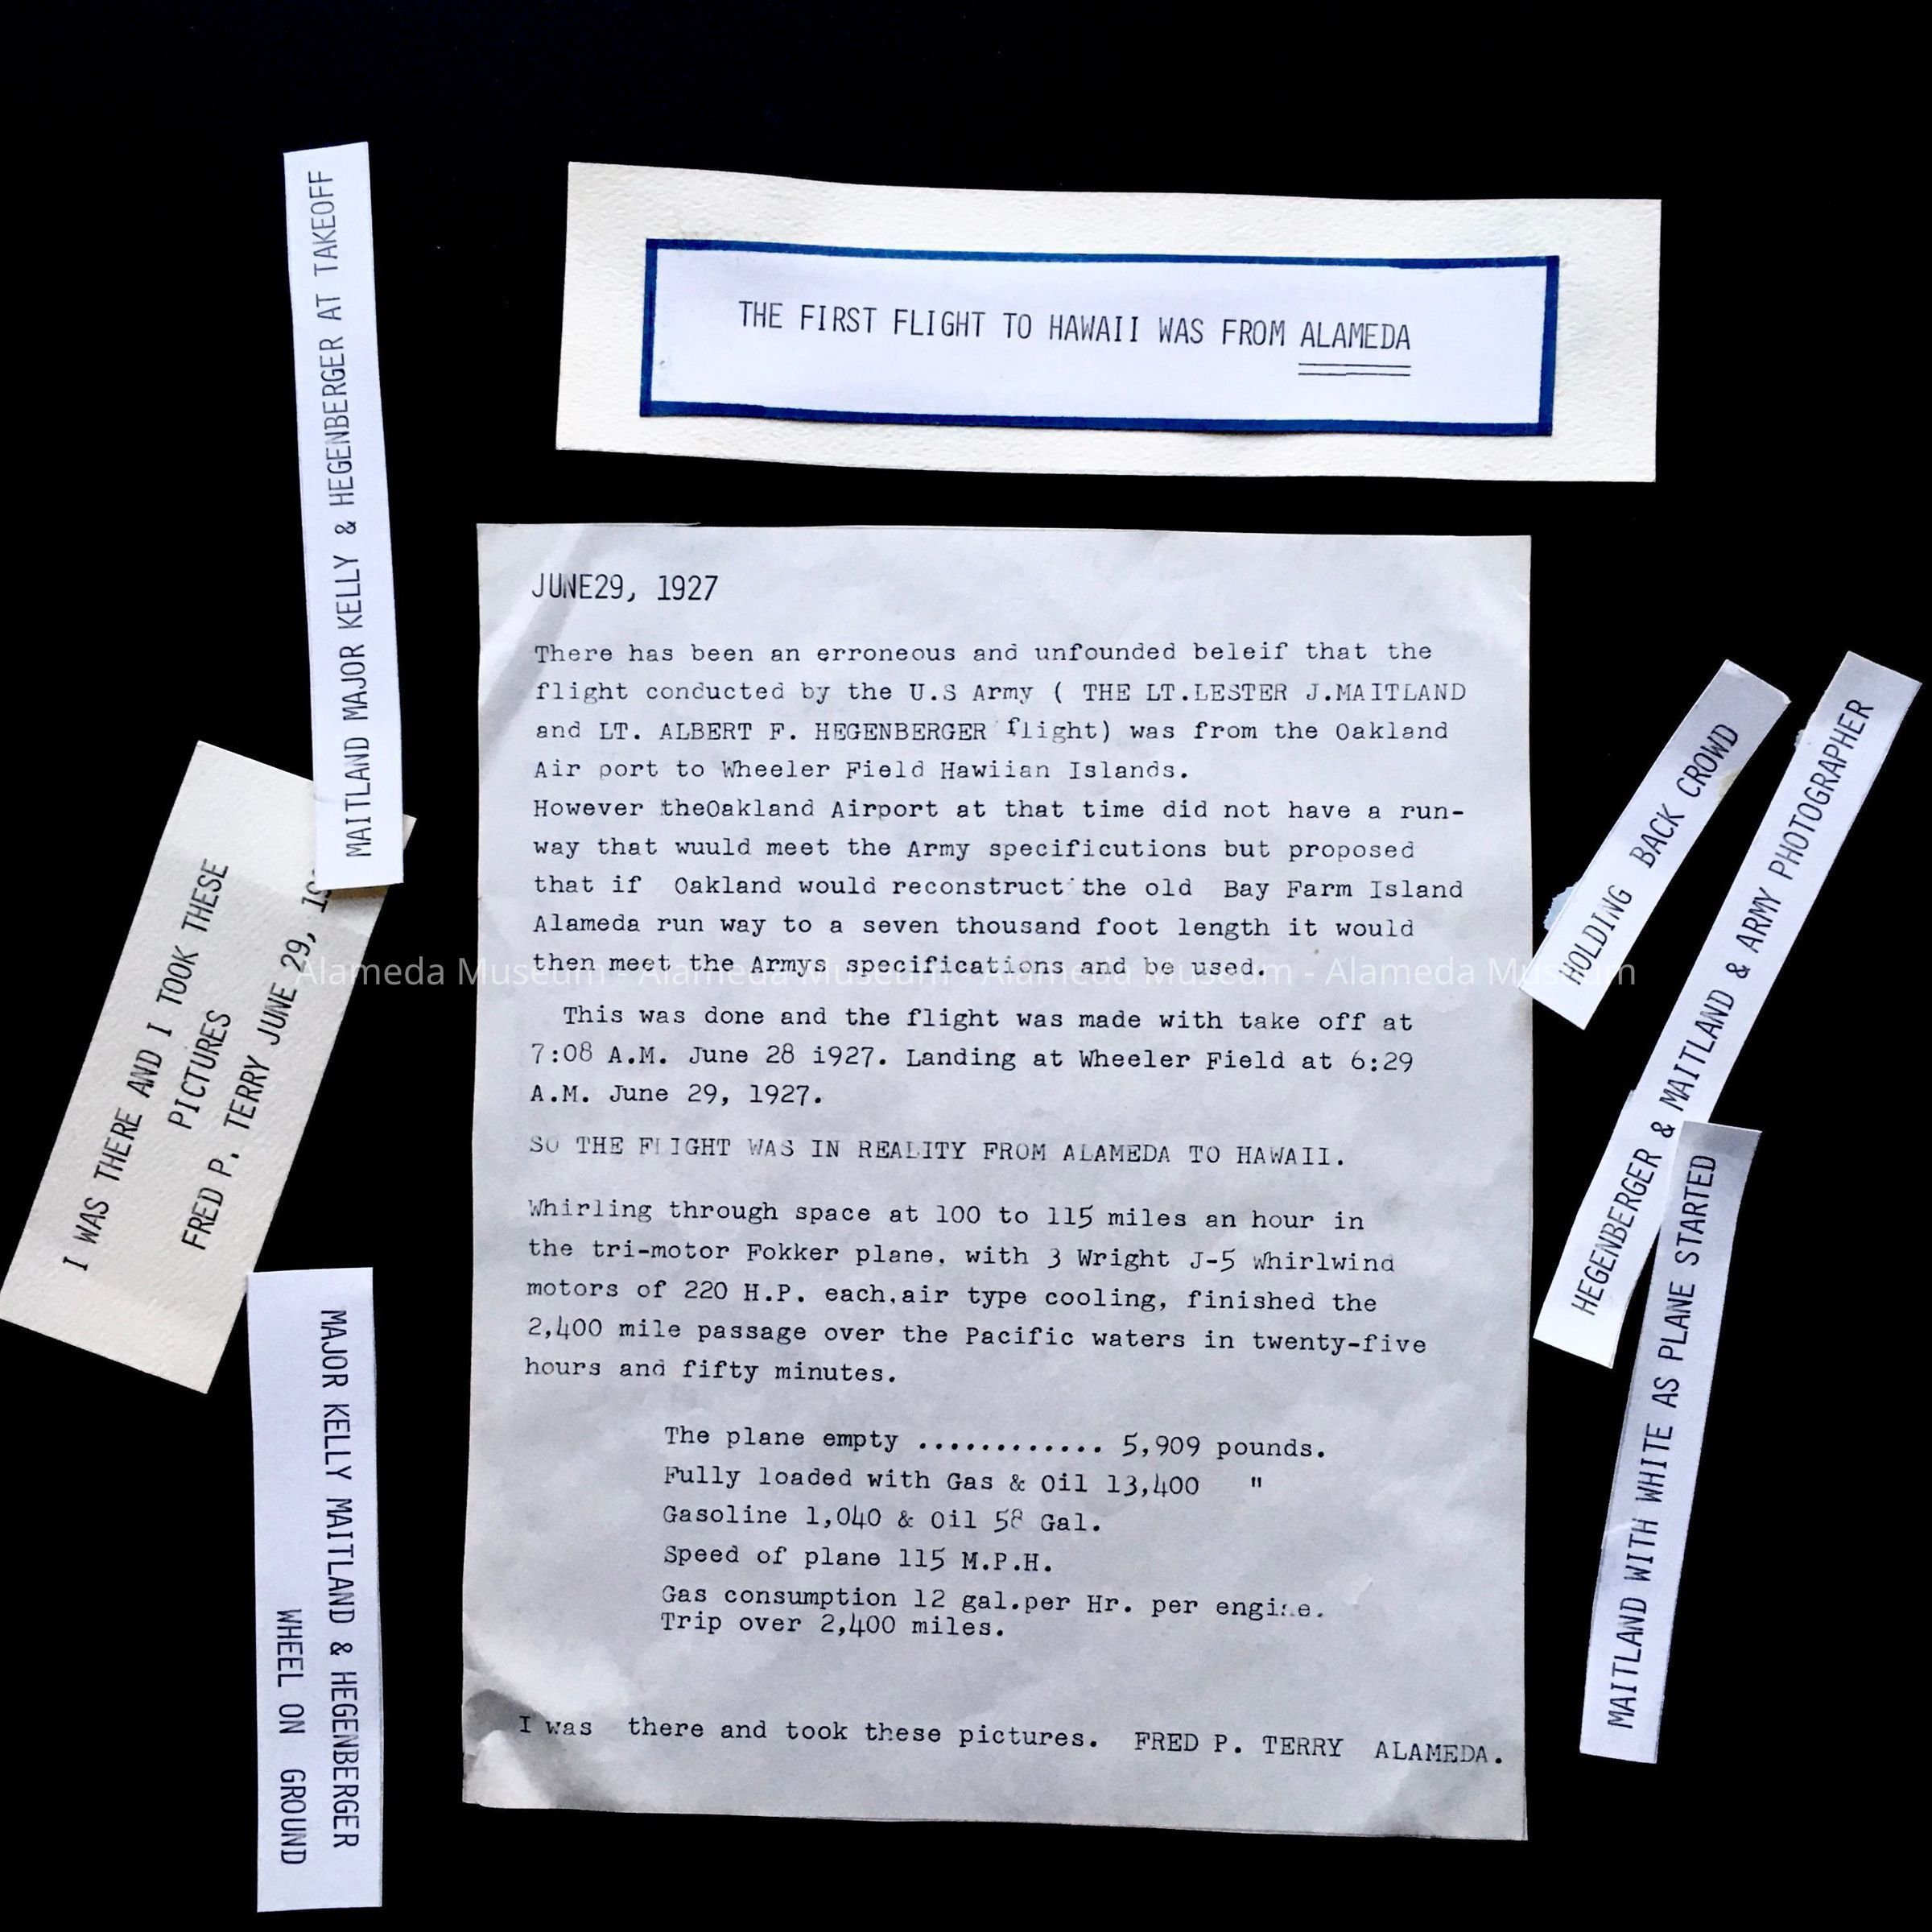 THE FIRST FLIGHT TO HAWAII WAS FROM ALAMEDA
MAITLAND MAJOR KELLY & HEGENBERGER AT TAKEOFF
I WAS THERE AND I TOOK THESE
PICTURES
FRED P. TERRY JUNE 29,
MAJOR KELLY MAITLAND & HEGENBERGER
WHEEL ON GROUND
JUNE29, 1927
There has been an erroneous and unfounded beleif that the
flight conducted by the U.S Army ( THE LT.LESTER J.MAITLAND
and LT. ALBERT F. HEGENBERGER flight) was from the Oakland
Air port to Wheeler Field Hawiian Islands.
However theOakland Airport at that time did not have a run-
way that wuuld meet the Army specificutions but proposed
that if Oakland would reconstruct the old Bay Farm Island
Alameda run way to a seven thousand foot length it would
then meet the Armys specifications and be used.
This was done and the flight was made with take off at
7:08 A.M. June 28 i927. Landing at Wheeler Field at 6:29
A.M. June 29, 1927.
SO THE FLIGHT WAS IN REALITY FROM ALAMEDA TO HAWAII.
Whirling through space at 100 to 115 miles an hour in
the tri-motor Fokker plane, with 3 Wright J-5 Whirlwind
motors of 220 H.P. each,air type cooling, finished the
2,400 mile passage over the Pacific waters in twenty-five
hours and fifty minutes.
The plane empty ............ 5,909 pounds.
Fully loaded with Gas & Oil 13,400 "
Gasoline 1,040 & Oil 58 Gal.
Speed of plane 115 M.P.H.
Gas consumption 12 gal.per Hr. per engine.
Trip over 2,400 miles.
I was there and took these pictures. FRED P. TERRY ALAMEDA.
HOLDING BACK CROWD
HEGENBERGER & MAITLAND & ARMY PHOTOGRAPHER
MAITLAND WITH WHITE AS PLANE STARTED
Alameda Museum - Alameda Museum - Alameda Museum - Alameda Museum